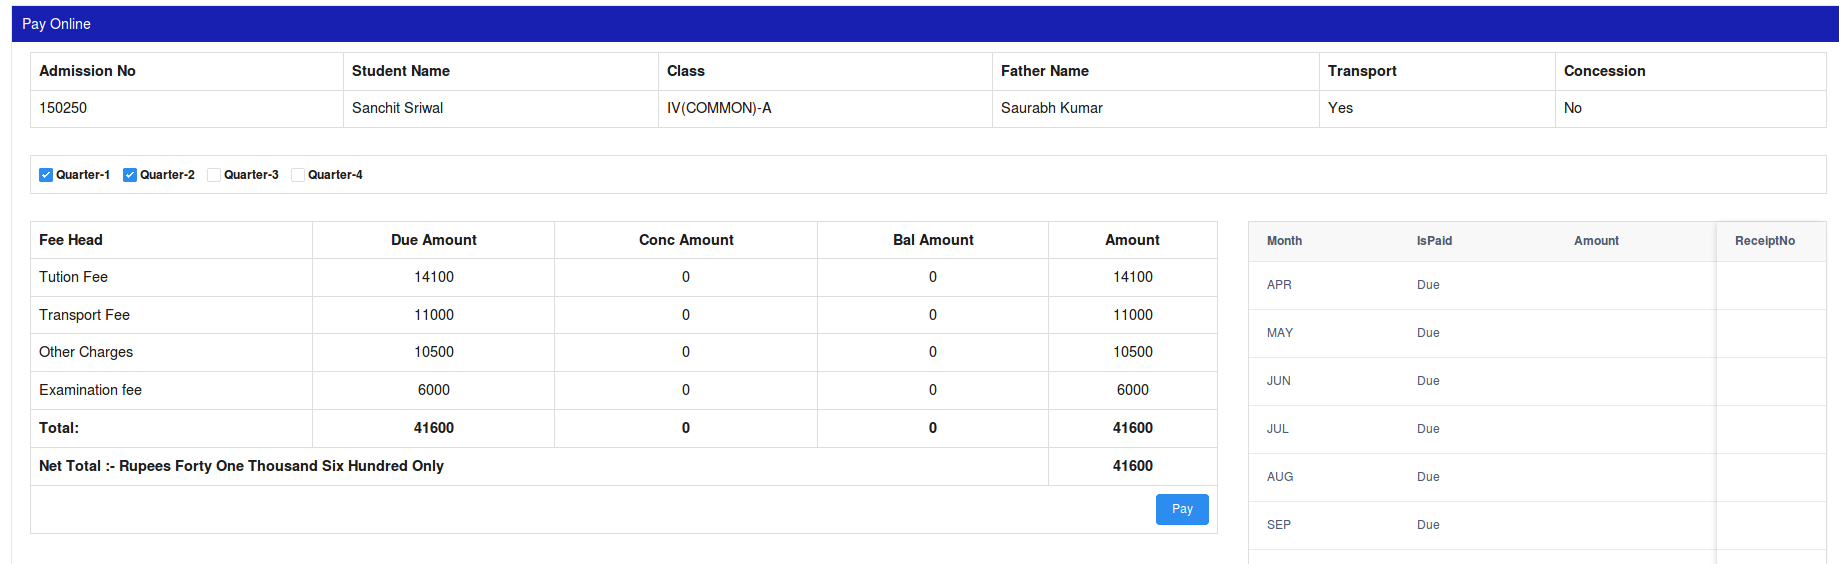 Pay Online
Admission No Student Name Class Father Name Transport Concession
150250 Sanchit Sriwal IV(COMMON)-A Saurabh Kumar Yes No
Quarter-1 Quarter-2 Quarter-3 Quarter-4
Fee Head Due Amount Conc Amount Bal Amount Amount
Tution Fee 14100 0 0 14100
Transport Fee 11000 0 0 11000
Other Charges 10500 0 0 10500
Examination fee 6000 0 0 6000
Total: 41600 0 0 41600
Net Total :- Rupees Forty One Thousand Six Hundred Only 41600
Pay
Month IsPaid Amount ReceiptNo
APR Due
MAY Due
JUN Due
JUL Due
AUG Due
SEP Due